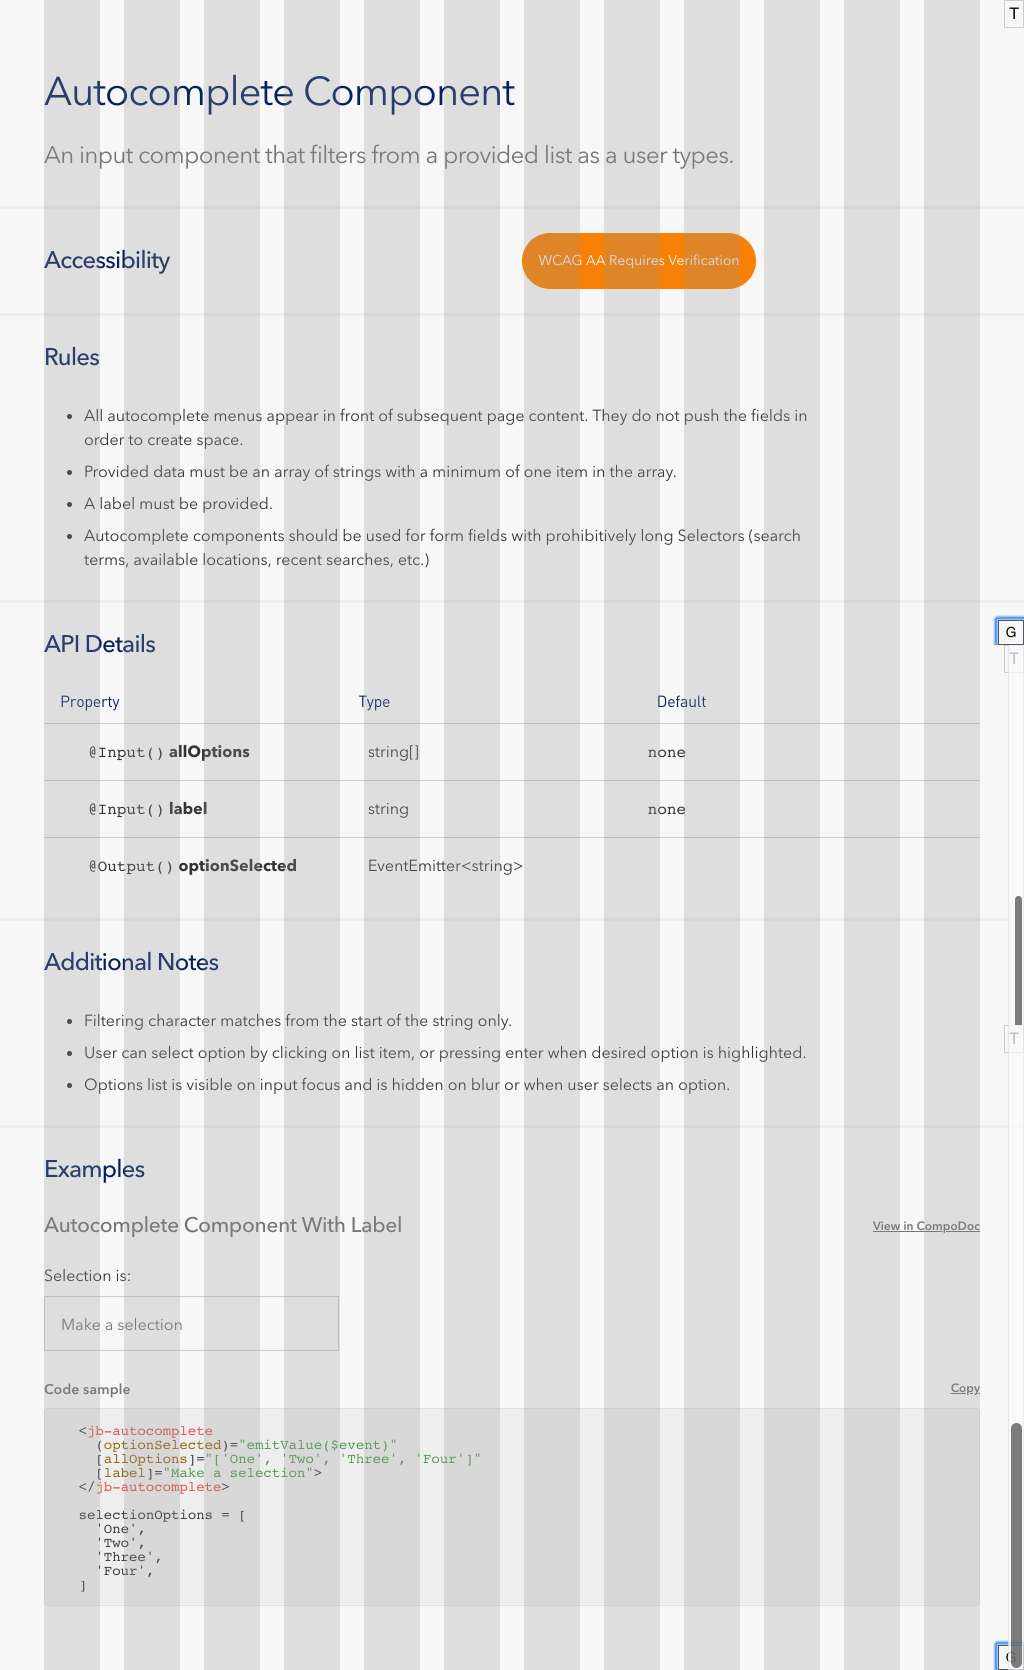 T
Autocomplete Component
An input component that filters from a provided list as a user types.
Accessibility
WCAG AA Requires Verification
Rules
• All autocomplete menus appear in front of subsequent page content. They do not push the fields in
order to create space.
• Provided data must be an array of strings with a minimum of one item in the array.
• A label must be provided.
• Autocomplete components should be used for form fields with prohibitively long Selectors (search
terms, available locations, recent searches, etc.)
G
API Details
T
Property Type Default
@Input() allOptions string[] none
@Input() label string none
@Output() optionSelected EventEmitter<string>
Additional Notes
• Filtering character matches from the start of the string only.
T
• User can select option by clicking on list item, or pressing enter when desired option is highlighted.
• Options list is visible on input focus and is hidden on blur or when user selects an option.
Examples
Autocomplete Component With Label View in CompoDoc
Selection is:
Make a selection
Code sample Copy
<jb-autocomplete
(optionSelected)="emitValue($event)"
[allOptions]="['One', 'Two', 'Three', 'Four']"
[label]="Make a selection">
</jb-autocomplete>
selectionOptions = [
'One',
'Two',
'Three',
'Four',
]
G